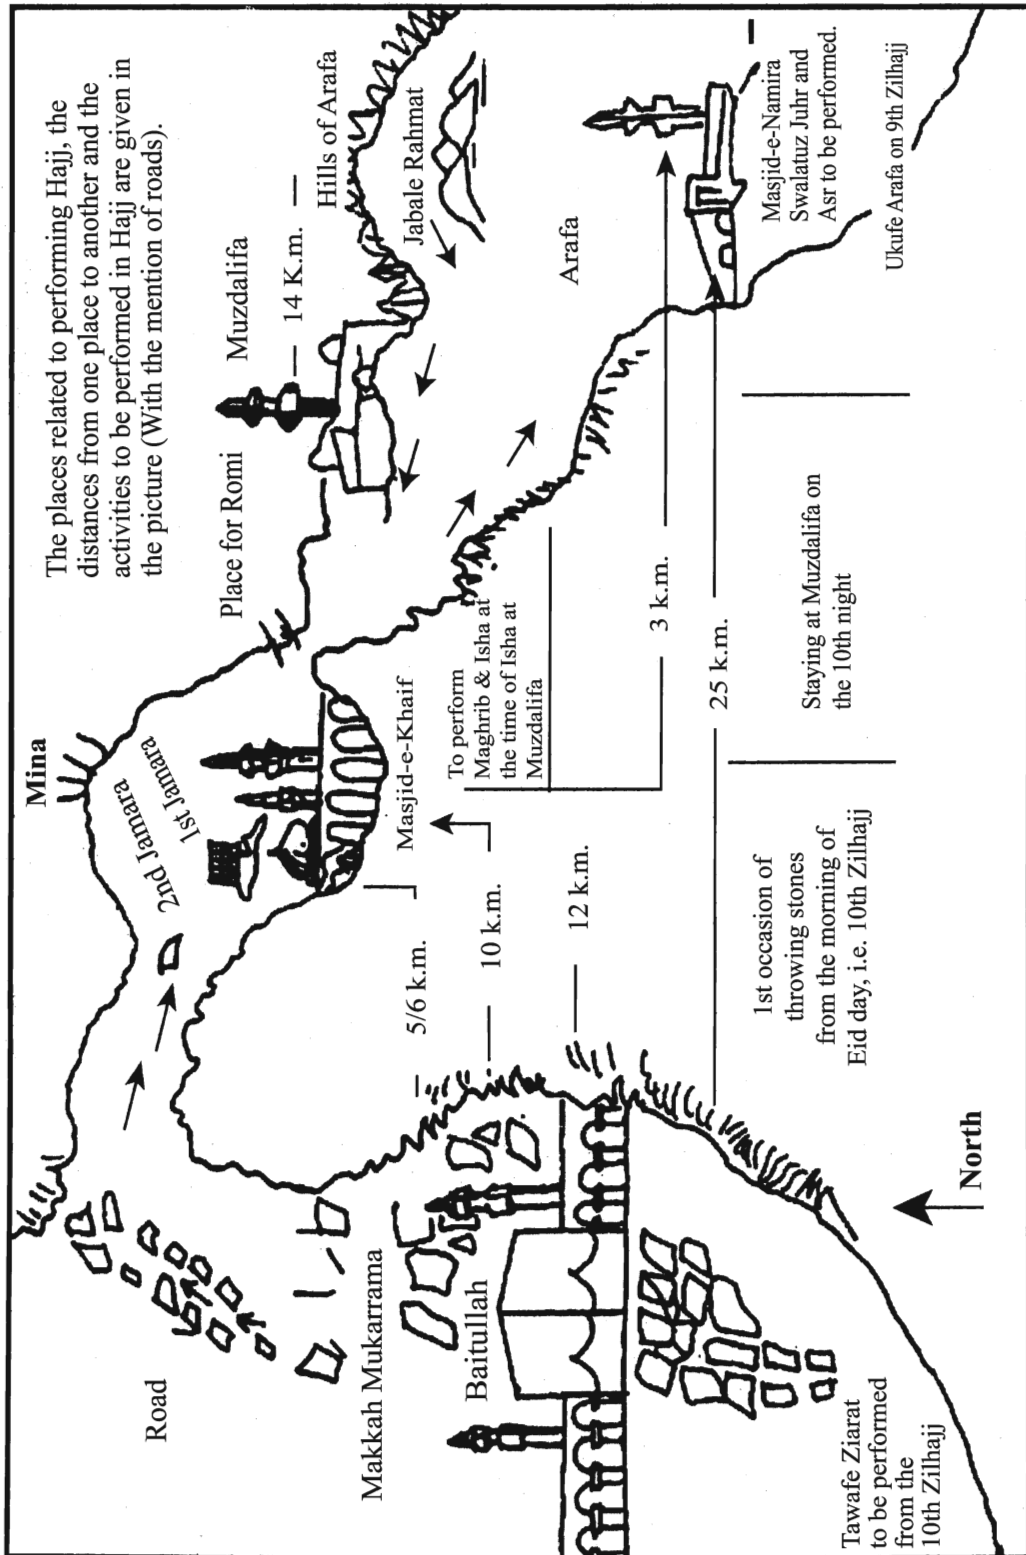 The places related to performing Hajj, the
distances from one place to another and the
activities to be performed in Hajj are given in
the picture (With the mention of roads).
Mina
2nd Jamara
1st Jamara
Place for Romi
Muzdalifa
14 K.m.
Hills of Arafa
Jabale Rahmat
Road
Makkah Mukarrama
Baitullah
5/6 k.m.
10 k.m.
12 k.m.
Masjid-e-Khaif
To perform
Maghrib & Isha at
the time of Isha at
Muzdalifa
Arafa
3 k.m.
25 k.m.
Masjid-e-Namira
Swalatuz Juhr and
Asr to be performed.
Ukufe Arafa on 9th Zilhajj
Staying at Muzdalifa on
the 10th night
1st occasion of
throwing stones
from the morning of
Eid day, i.e. 10th Zilhajj
North
Tawafe Ziarat
to be performed
from the
10th Zilhajj